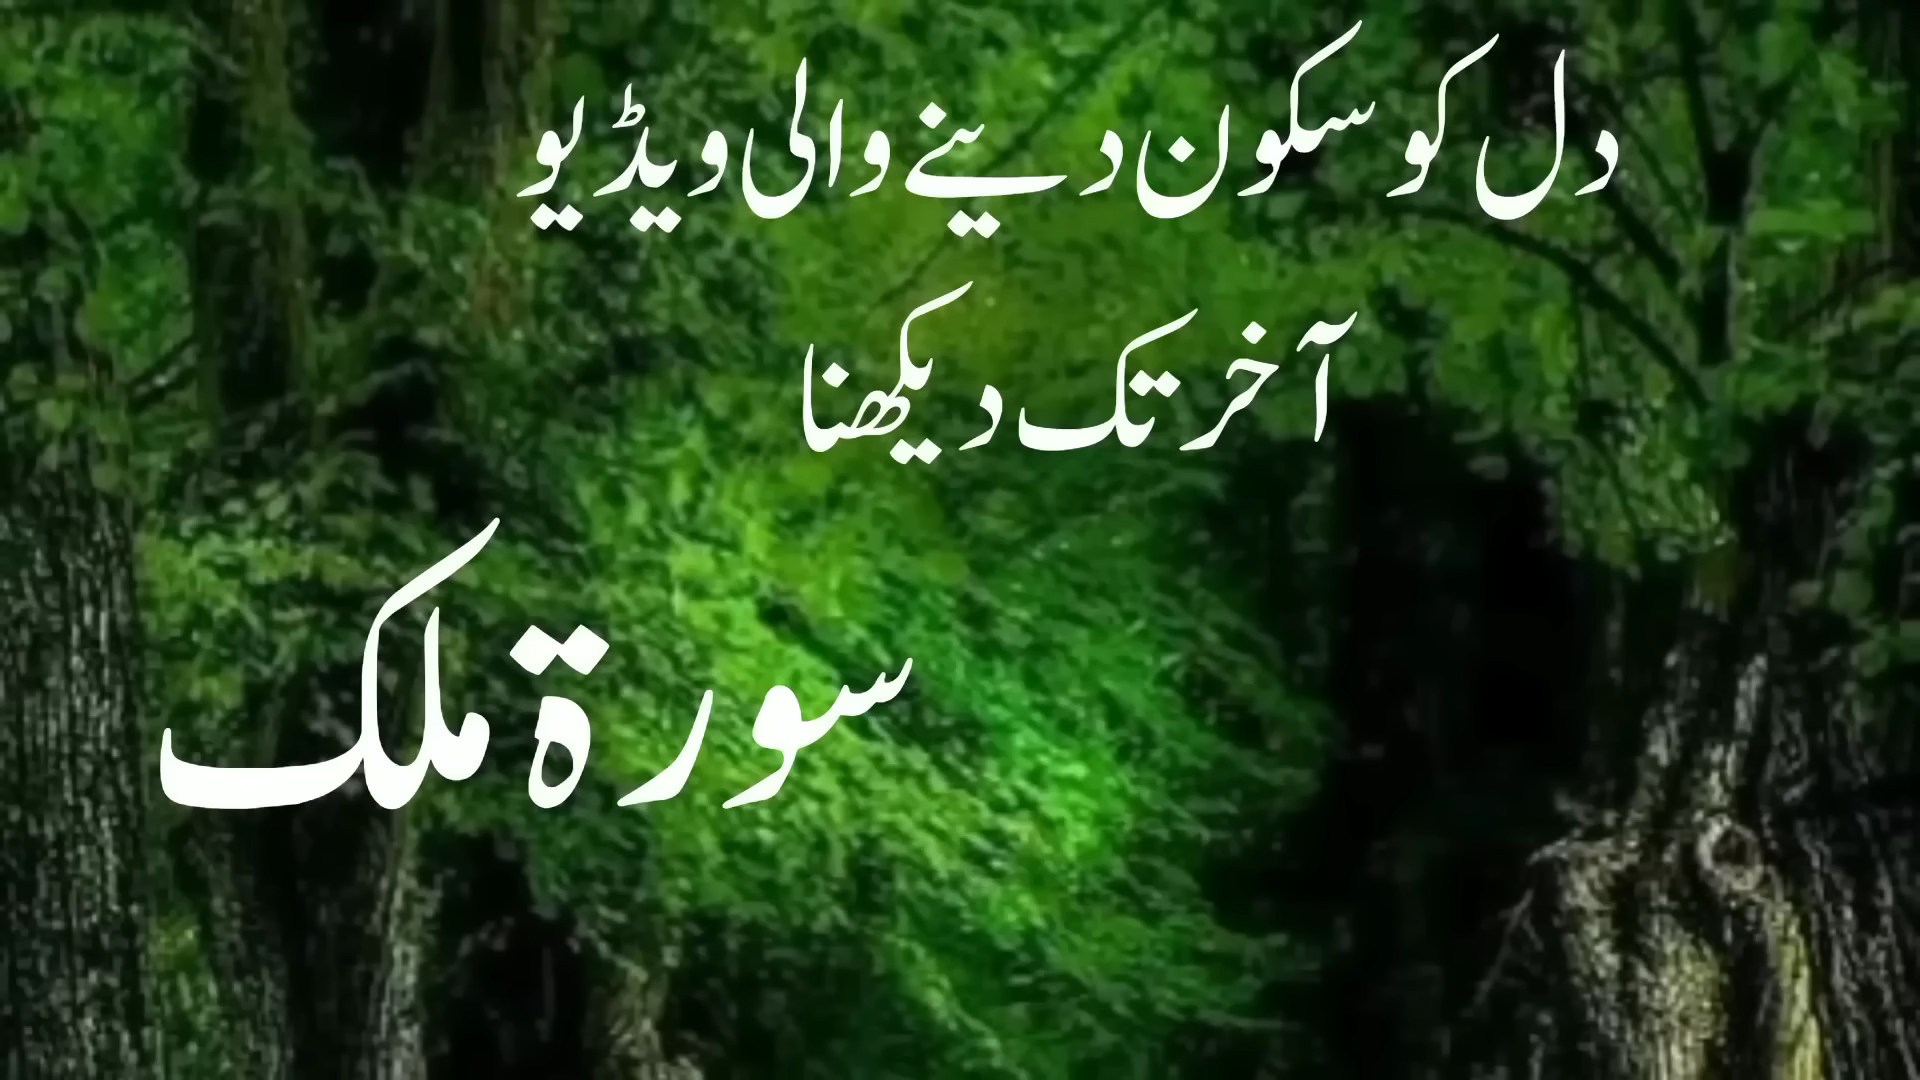 دل کو سکون دینے والی ویڈیو
آخر تک دیکھنا
سورۃ ملک